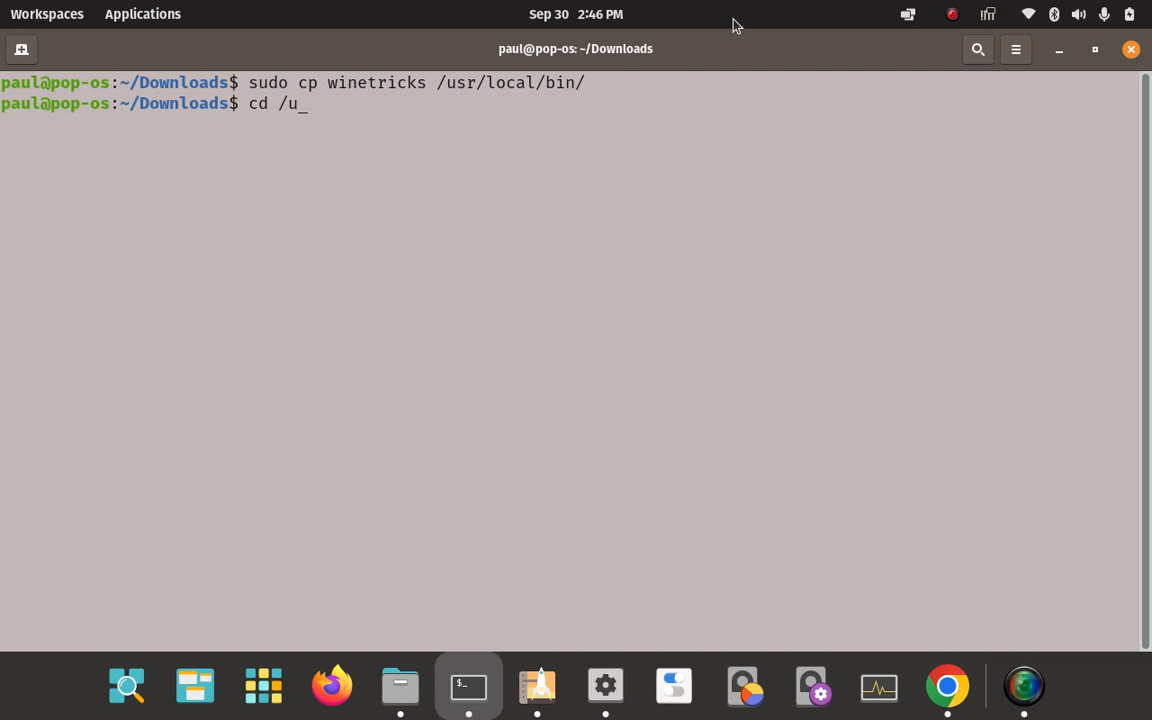 Workspaces Applications Sep 30 2:46 PM
paul@pop-os: ~/Downloads
paul@pop-os:~/Downloads$ sudo cp winetricks /usr/local/bin/
paul@pop-os:~/Downloads$ cd /u_
$_